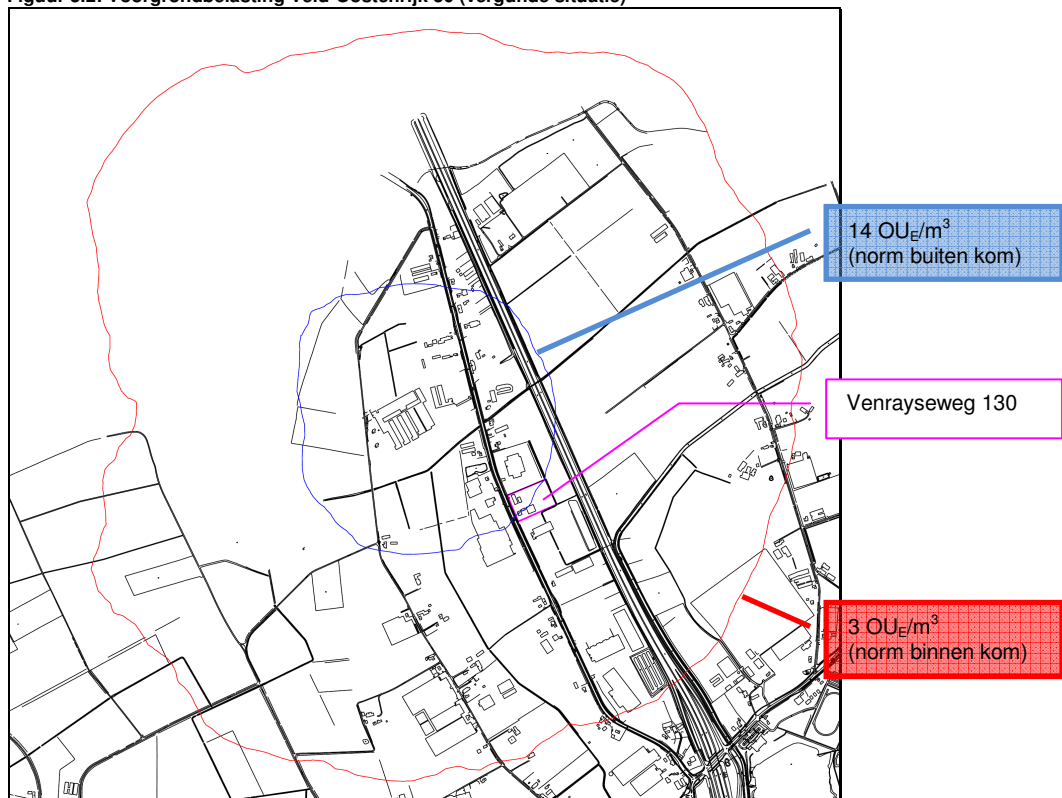 14 OUE/m3
(norm buiten kom)
Venrayseweg 130
3 OUE/m3
(norm binnen kom)